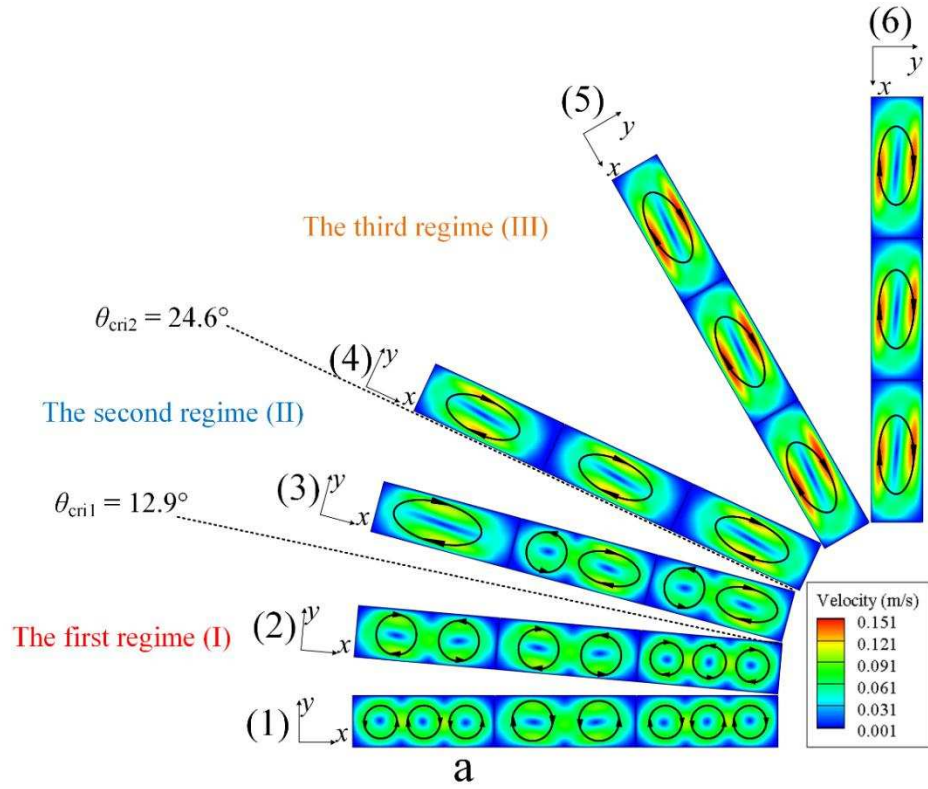 (6)
y
x
(5)
y
x
The third regime (III)
θcri2 = 24.6°
(4)
y
x
The second regime (II)
(3)
y
x
θcri1 = 12.9°
Velocity (m/s)
0.151
0.121
0.091
0.061
0.031
0.001
The first regime (I)
(2)
y
x
(1)
y
x
a